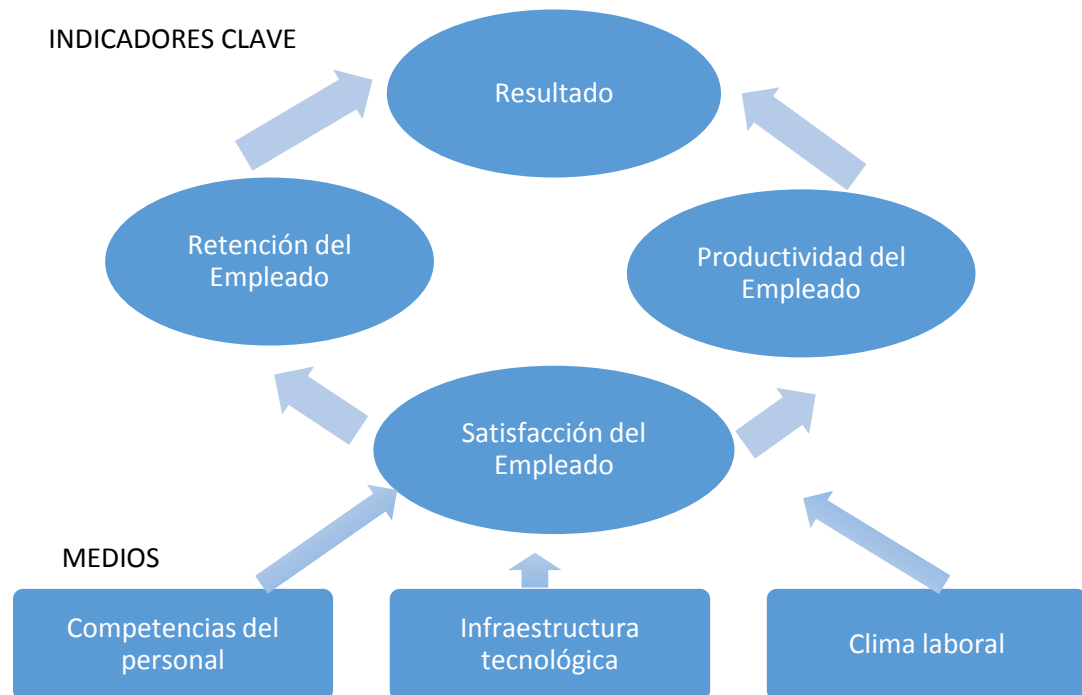 INDICADORES CLAVE
Resultado
Retención del
Empleado
Productividad del
Empleado
Satisfacción del
Empleado
MEDIOS
Competencias del
personal
Infraestructura
tecnológica
Clima laboral